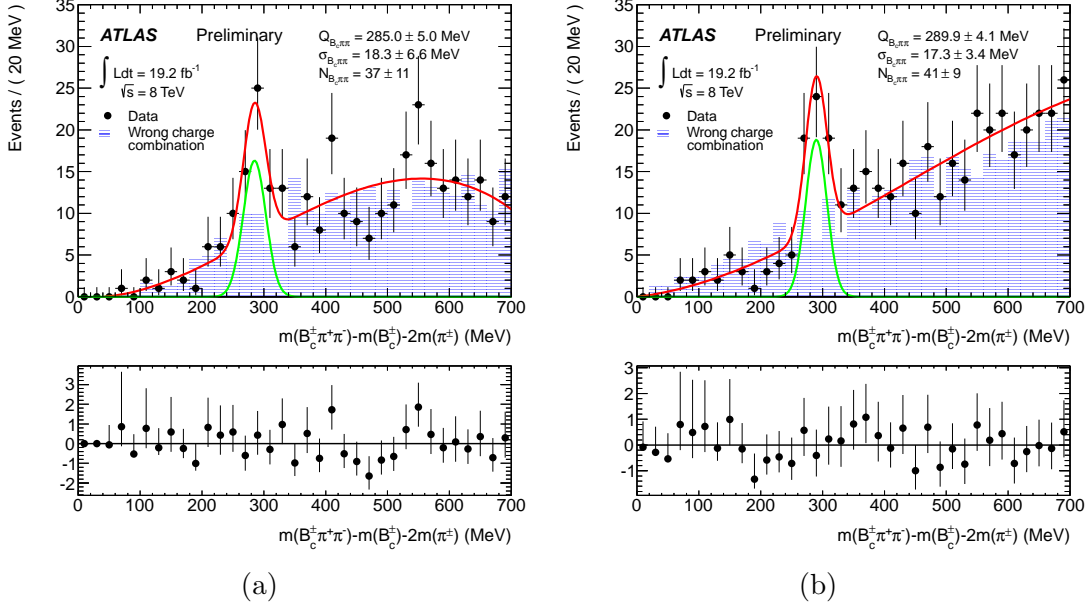 ATLAS Preliminary
Q_{B_cππ} = 285.0 ± 5.0 MeV
σ_{B_cππ} = 18.3 ± 6.6 MeV
N_{B_cππ} = 37 ± 11
∫ Ldt = 19.2 fb⁻¹
√s = 8 TeV
Data
Wrong charge
combination
Events / ( 20 MeV )
35
30
25
20
15
10
5
0
0 100 200 300 400 500 600 700
m(B_c^±π⁺π⁻)-m(B_c^±)-2m(π^±) (MeV)
3
2
1
0
-1
-2
0 100 200 300 400 500 600 700
m(B_c^±π⁺π⁻)-m(B_c^±)-2m(π^±) (MeV)
(a)
ATLAS Preliminary
Q_{B_cππ} = 289.9 ± 4.1 MeV
σ_{B_cππ} = 17.3 ± 3.4 MeV
N_{B_cππ} = 41 ± 9
∫ Ldt = 19.2 fb⁻¹
√s = 8 TeV
Data
Wrong charge
combination
Events / ( 20 MeV )
35
30
25
20
15
10
5
0
0 100 200 300 400 500 600 700
m(B_c^±π⁺π⁻)-m(B_c^±)-2m(π^±) (MeV)
3
2
1
0
-1
0 100 200 300 400 500 600 700
m(B_c^±π⁺π⁻)-m(B_c^±)-2m(π^±) (MeV)
(b)